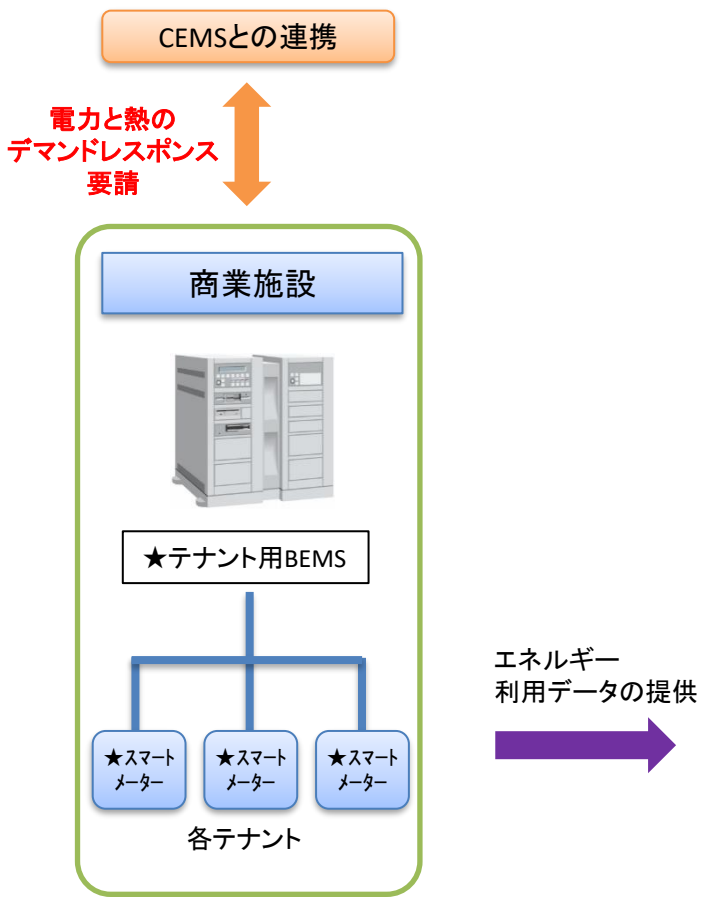 CEMSとの連携
電力と熱の
デマンドレスポンス
要請
商業施設
★テナント用BEMS
★スマート
メーター
★スマート
メーター
★スマート
メーター
各テナント
エネルギー
利用データの提供